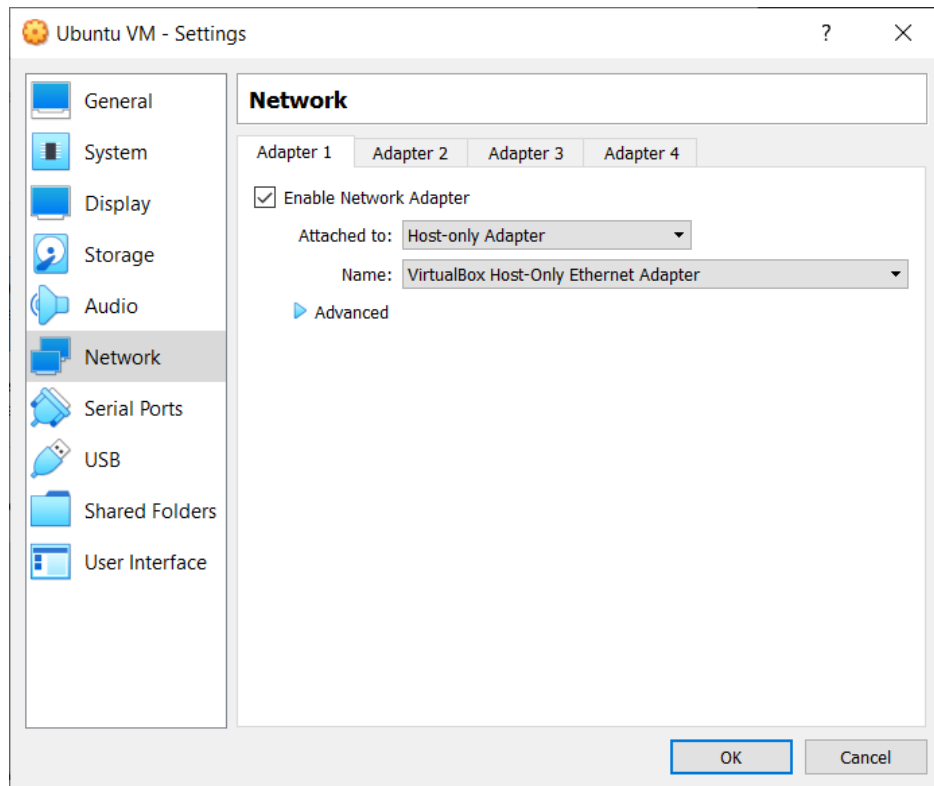 Ubuntu VM - Settings ?
General
System
Display
Storage
Audio
Network
Serial Ports
USB
Shared Folders
User Interface
Network
Adapter 1 Adapter 2 Adapter 3 Adapter 4
Enable Network Adapter
Attached to: Host-only Adapter
Name: VirtualBox Host-Only Ethernet Adapter
Advanced
OK Cancel